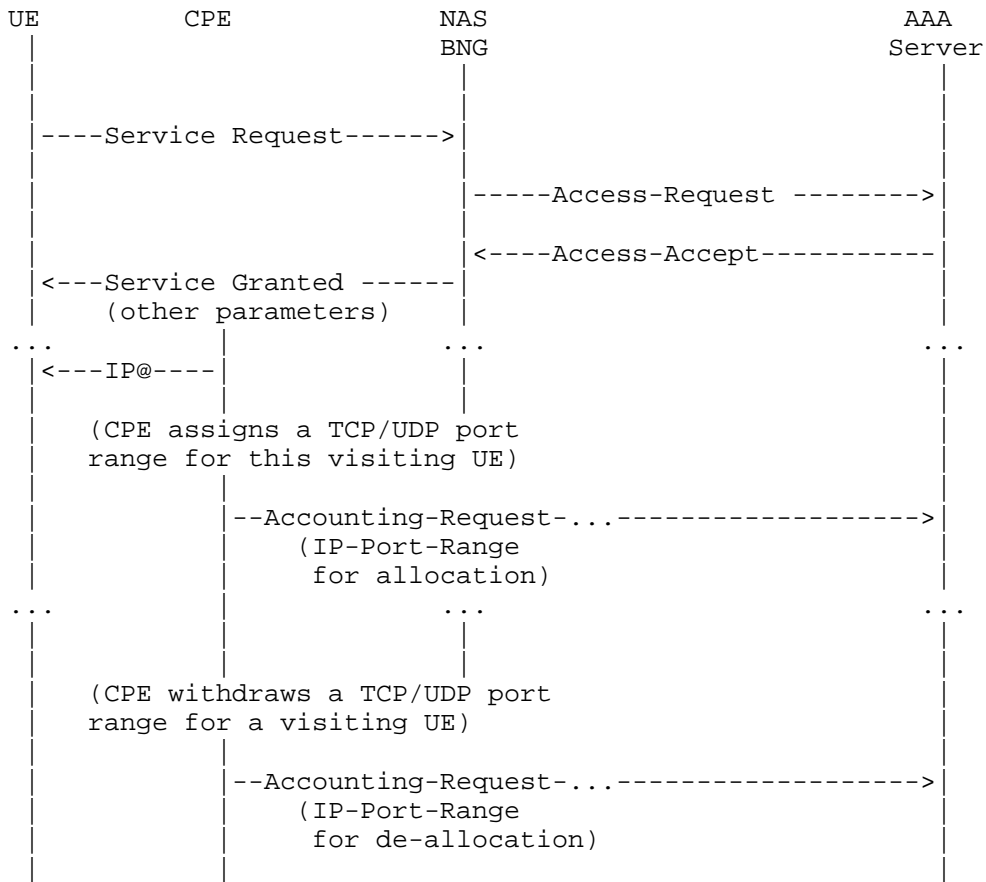 UE CPE NAS AAA
BNG Server
----Service Request------>
-----Access-Request -------->
<----Access-Accept-----------
<---Service Granted ------
(other parameters)
... ... ...
<---IP@----
(CPE assigns a TCP/UDP port
range for this visiting UE)
--Accounting-Request-...------------------->
(IP-Port-Range
for allocation)
... ... ...
(CPE withdraws a TCP/UDP port
range for a visiting UE)
--Accounting-Request-...------------------->
(IP-Port-Range
for de-allocation)